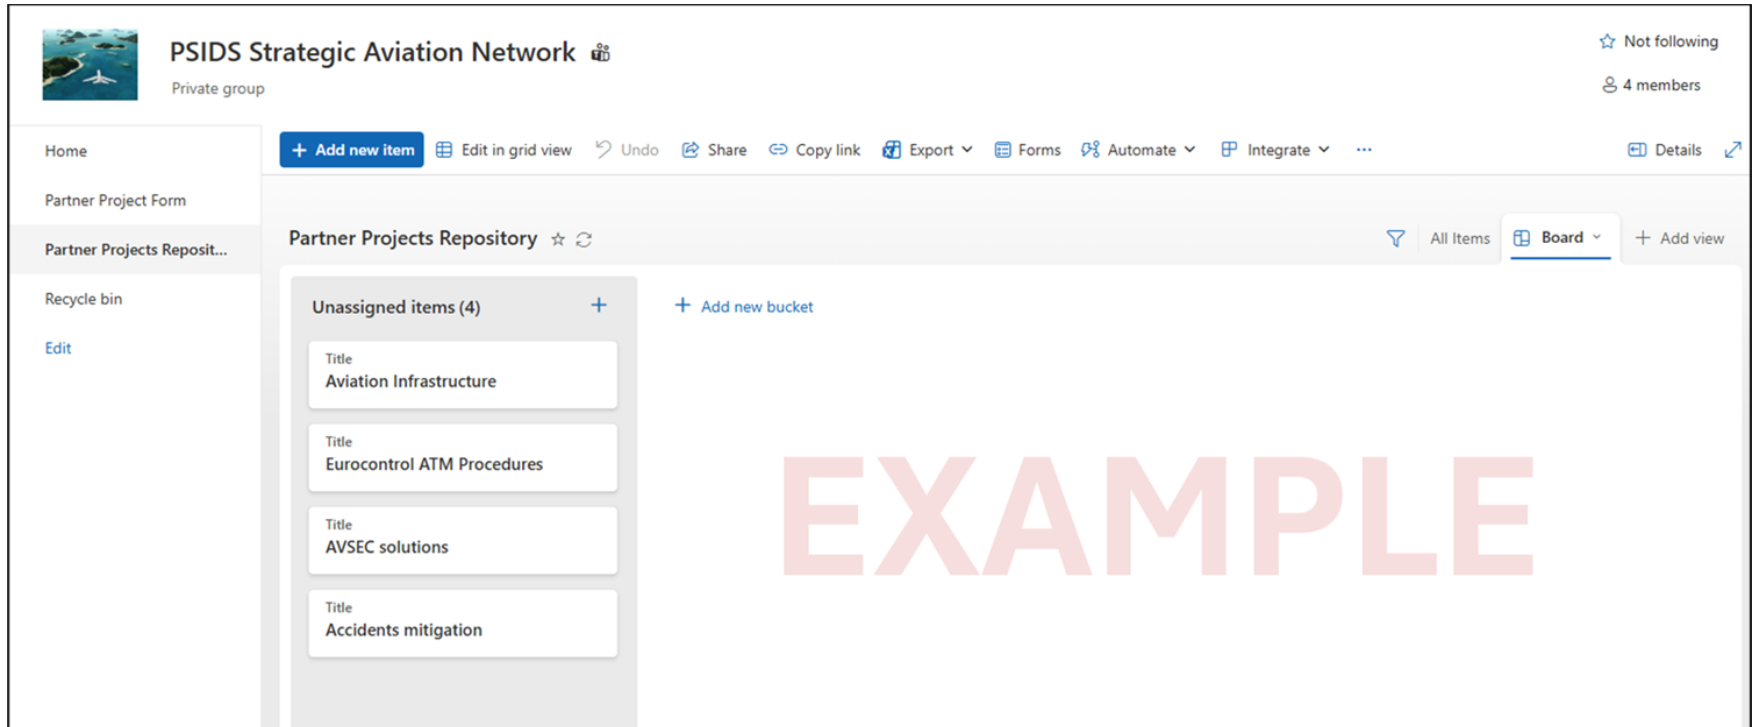 PSIDS Strategic Aviation Network
Private group
Not following
4 members
Home
Partner Project Form
Partner Projects Reposit...
Recycle bin
Edit
+ Add new item
Edit in grid view
Undo
Share
Copy link
Export
Forms
Automate
Integrate
...
Details
Partner Projects Repository
All Items
Board
+ Add view
Unassigned items (4)
+
+ Add new bucket
Title
Aviation Infrastructure
Title
Eurocontrol ATM Procedures
Title
AVSEC solutions
Title
Accidents mitigation
EXAMPLE